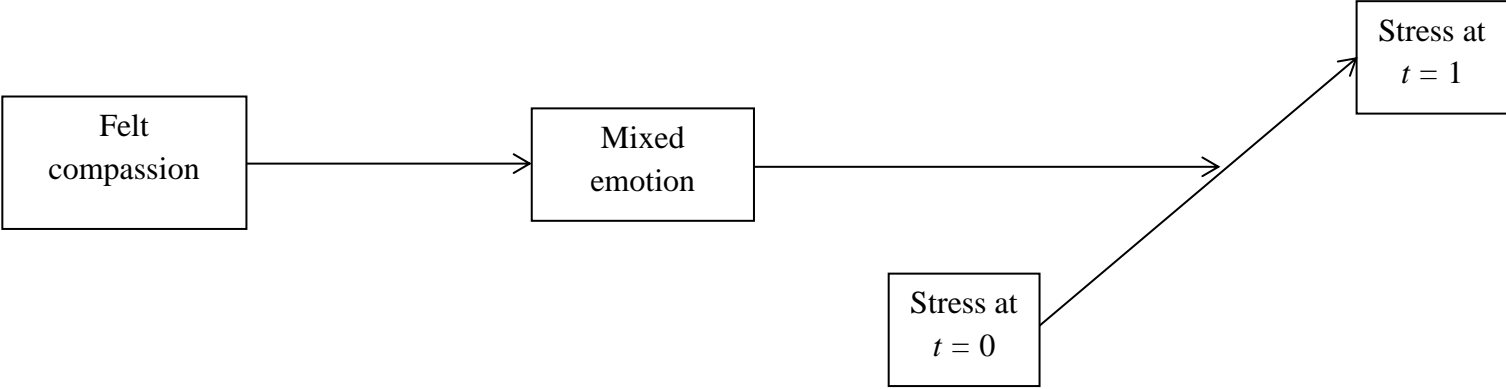 Felt
compassion
Mixed
emotion
Stress at
t = 1
Stress at
t = 0